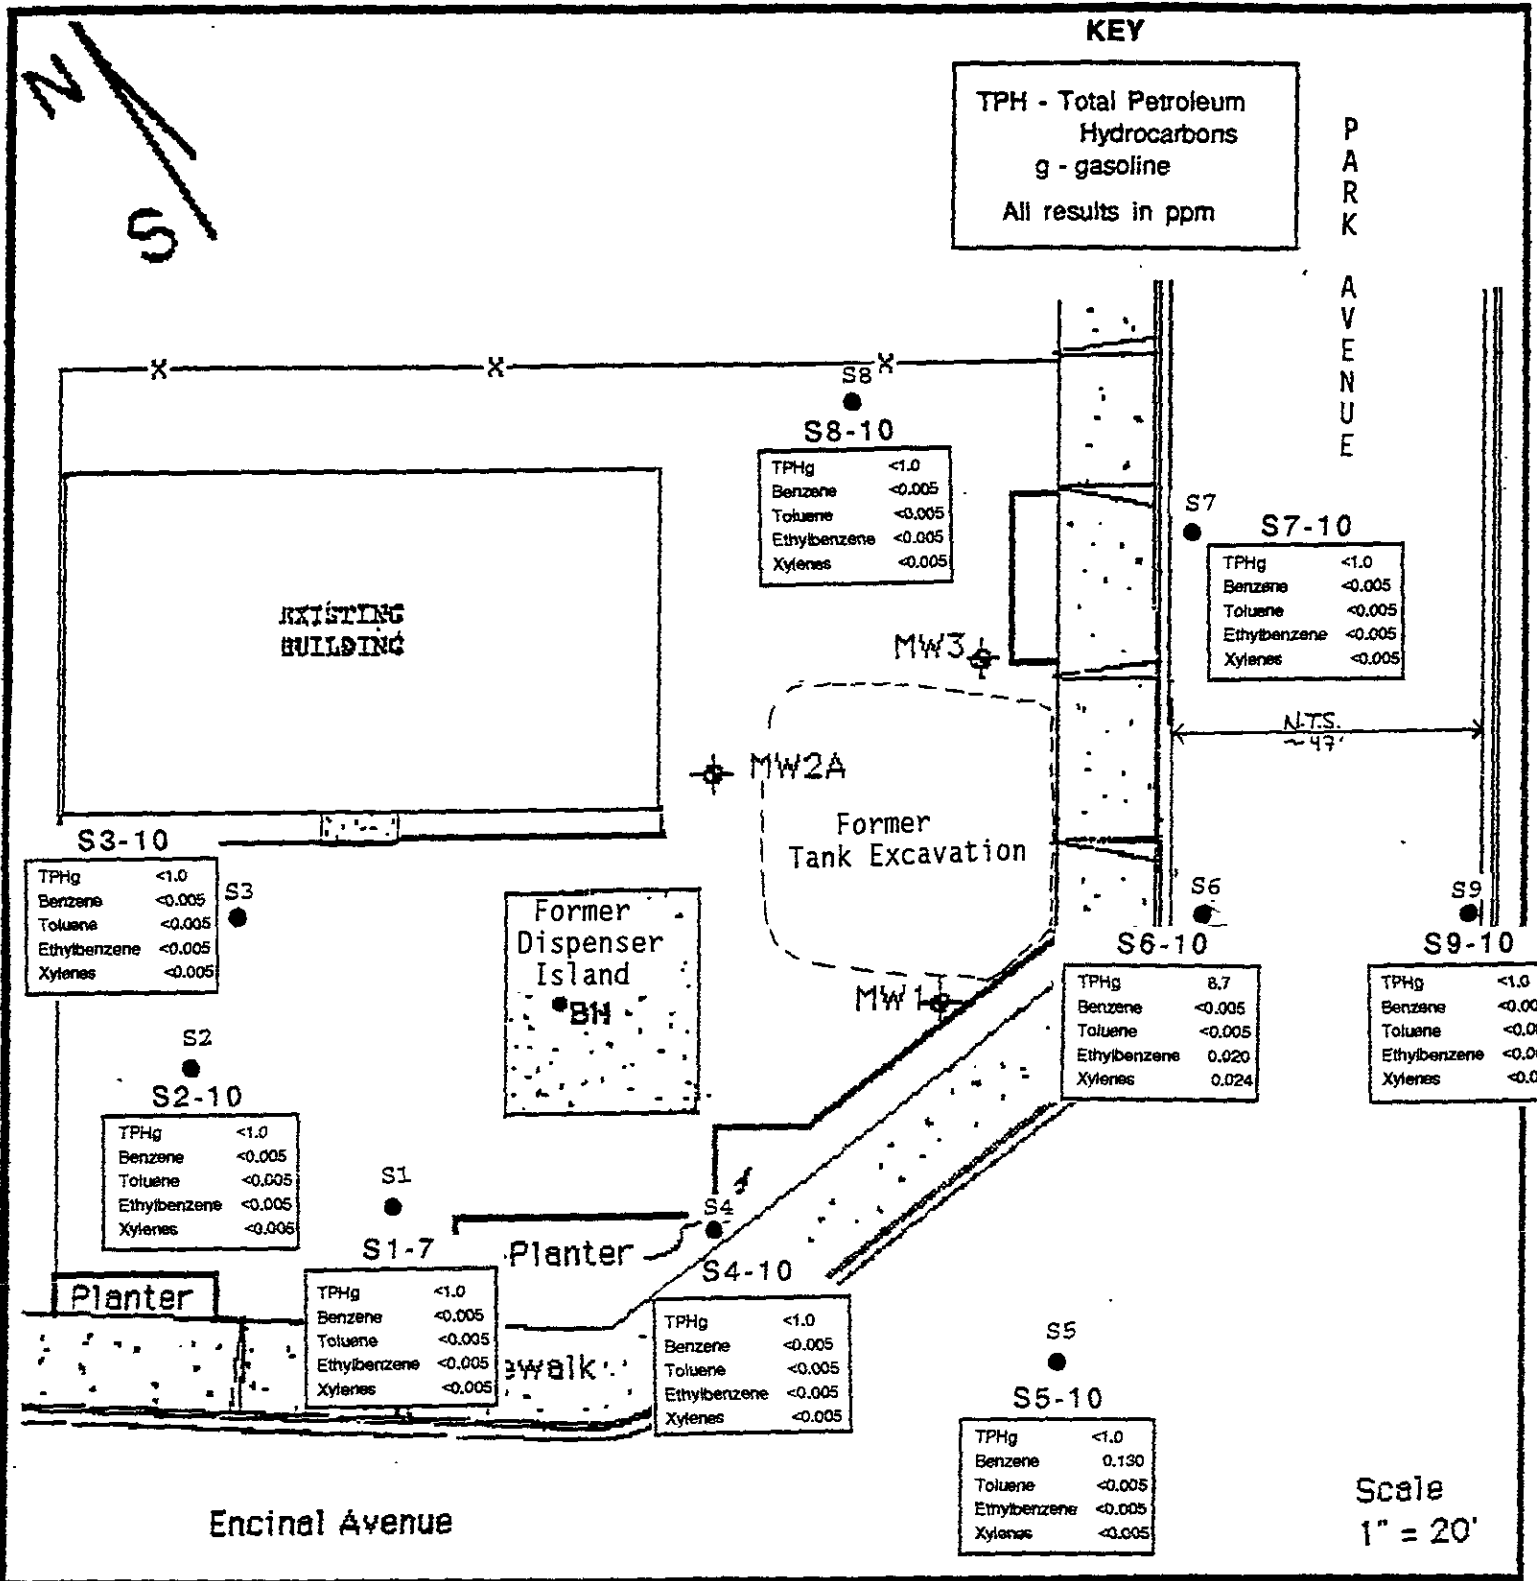 N
S
KEY
TPH - Total Petroleum
Hydrocarbons
g - gasoline
All results in ppm
PARK AVENUE
X X X
S8
S8-10
TPHg <1.0
Benzene <0.005
Toluene <0.005
Ethylbenzene <0.005
Xylenes <0.005
S7
S7-10
TPHg <1.0
Benzene <0.005
Toluene <0.005
Ethylbenzene <0.005
Xylenes <0.005
EXISTING
BUILDING
MW3
N.T.S.
~47'
MW2A
Former
Tank Excavation
S3-10
TPHg <1.0
Benzene <0.005
Toluene <0.005
Ethylbenzene <0.005
Xylenes <0.005
S3
Former
Dispenser
Island
BH
MW1
S6
S6-10
TPHg 8.7
Benzene <0.005
Toluene <0.005
Ethylbenzene 0.020
Xylenes 0.024
S9
S9-10
TPHg <1.0
Benzene
Toluene
Ethylbenzene
Xylenes
S2
S2-10
TPHg <1.0
Benzene <0.005
Toluene <0.005
Ethylbenzene <0.005
Xylenes <0.005
S1
S1-7
TPHg <1.0
Benzene <0.005
Toluene <0.005
Ethylbenzene <0.005
Xylenes <0.005
Planter
S4
S4-10
TPHg <1.0
Benzene <0.005
Toluene <0.005
Ethylbenzene <0.005
Xylenes <0.005
Planter
ewalk
S5
S5-10
TPHg <1.0
Benzene 0.130
Toluene <0.005
Ethylbenzene <0.005
Xylenes <0.005
Encinal Avenue
Scale
1" = 20'